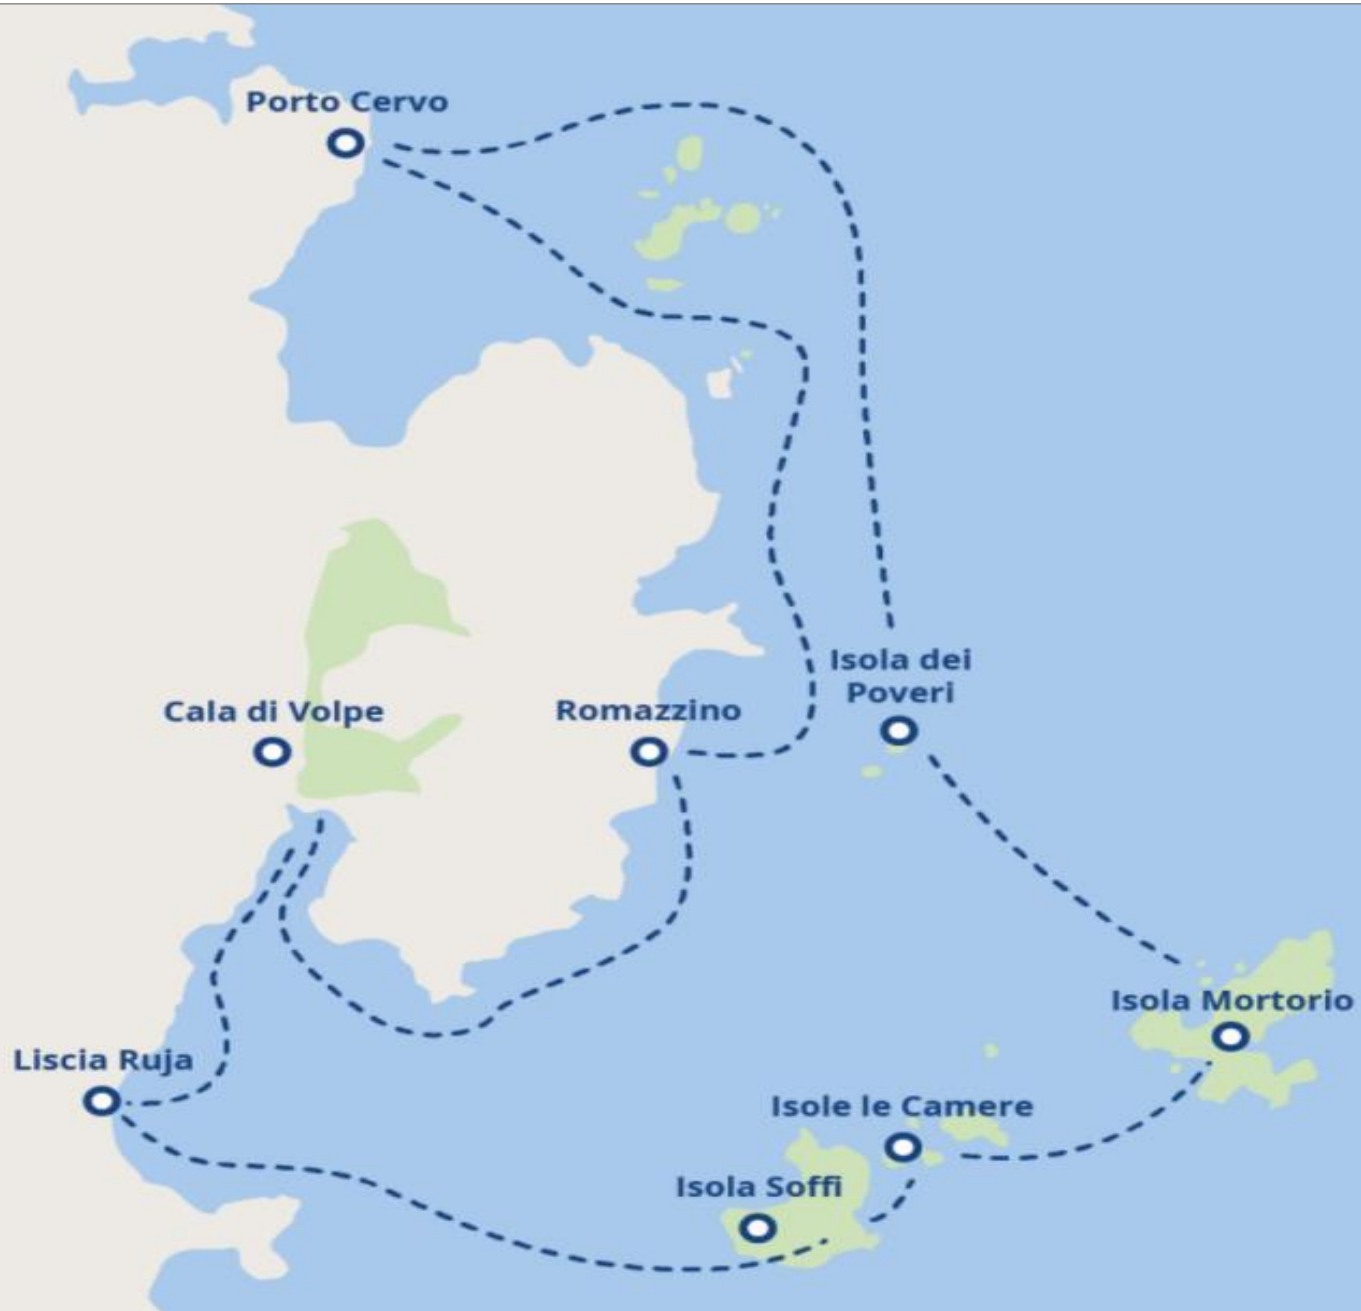 Porto Cervo
Isola dei
Poveri
Cala di Volpe
Romazzino
Isola Mortorio
Liscia Ruja
Isole le Camere
Isola Soffi